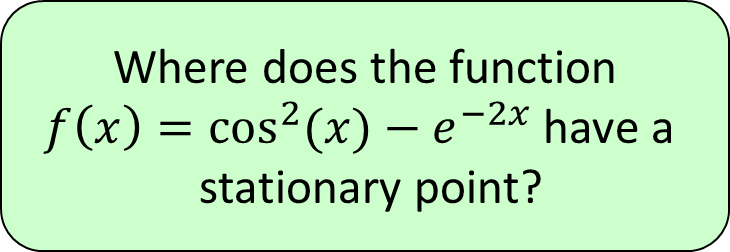 Where does the function
f(x) = cos²(x) − e⁻²ˣ have a
stationary point?